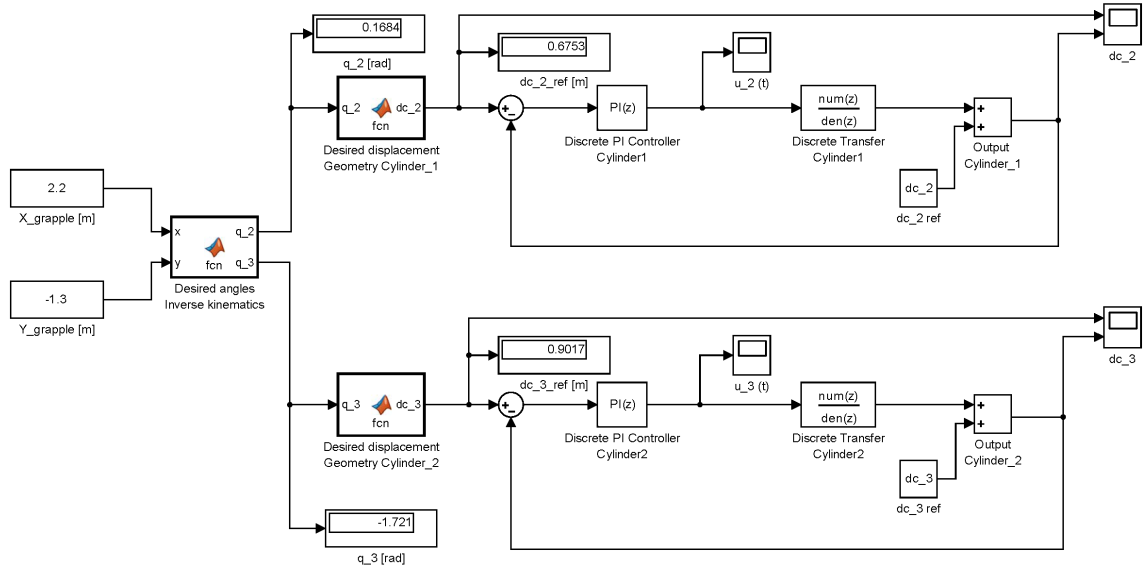 0.1684
q_2 [rad]
0.6753
dc_2_ref [m]
u_2 (t)
dc_2
q_2
dc_2
fcn
Desired displacement
Geometry Cylinder_1
+
−
PI(z)
Discrete PI Controller
Cylinder1
num(z)
den(z)
Discrete Transfer
Cylinder1
+
+
Output
Cylinder_1
dc_2
dc_2 ref
2.2
X_grapple [m]
-1.3
Y_grapple [m]
x
y
q_2
q_3
fcn
Desired angles
Inverse kinematics
0.9017
dc_3_ref [m]
u_3 (t)
dc_3
q_3
dc_3
fcn
Desired displacement
Geometry Cylinder_2
+
−
PI(z)
Discrete PI Controller
Cylinder2
num(z)
den(z)
Discrete Transfer
Cylinder2
+
+
Output
Cylinder_2
dc_3
dc_3 ref
-1.721
q_3 [rad]